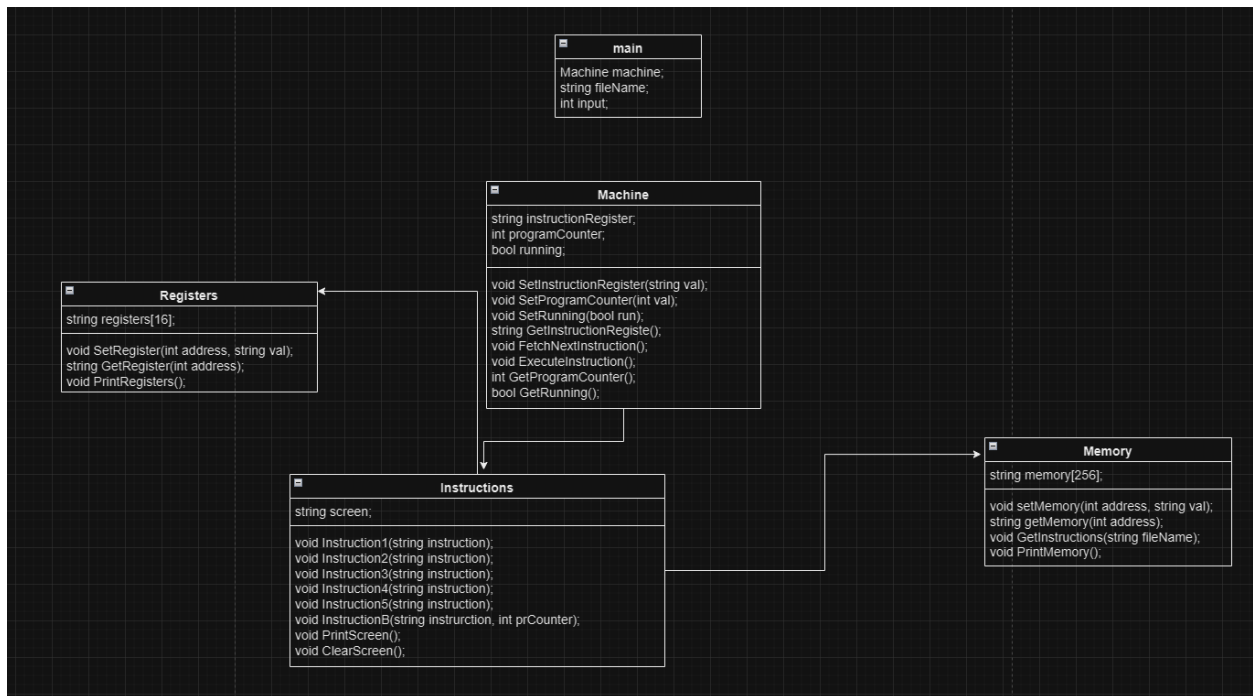 main
Machine machine;
string fileName;
int input;
Machine
string instructionRegister;
int programCounter;
bool running;
void SetInstructionRegister(string val);
void SetProgramCounter(int val);
void SetRunning(bool run);
string GetInstructionRegiste();
void FetchNextInstruction();
void ExecuteInstruction();
int GetProgramCounter();
bool GetRunning();
Registers
string registers[16];
void SetRegister(int address, string val);
string GetRegister(int address);
void PrintRegisters();
Instructions
string screen;
void Instruction1(string instruction);
void Instruction2(string instruction);
void Instruction3(string instruction);
void Instruction4(string instruction);
void Instruction5(string instruction);
void InstructionB(string instrurction, int prCounter);
void PrintScreen();
void ClearScreen();
Memory
string memory[256];
void setMemory(int address, string val);
string getMemory(int address);
void GetInstructions(string fileName);
void PrintMemory();